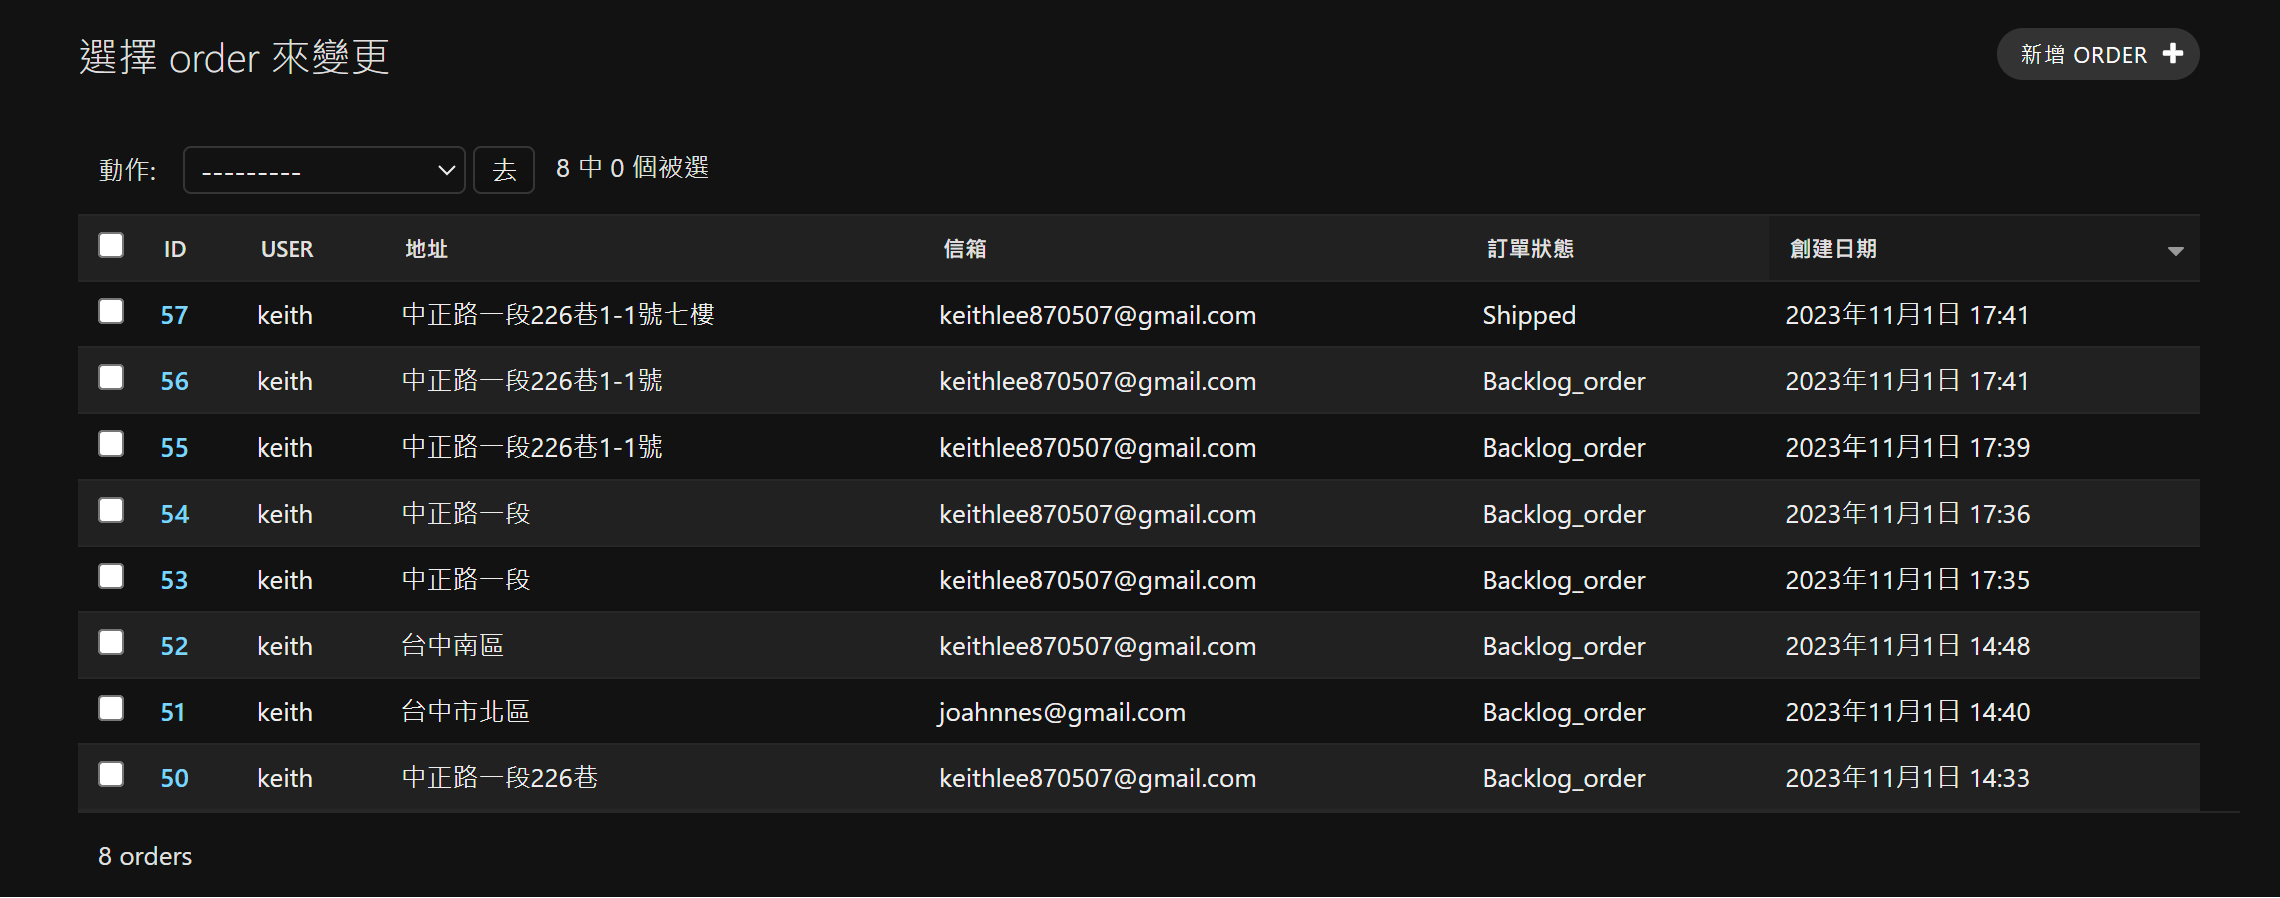 選擇 order 來變更
新增 ORDER
動作: --------- 去 8 中 0 個被選
ID USER 地址 信箱 訂單狀態 創建日期
57 keith 中正路一段226巷1-1號七樓 keithlee870507@gmail.com Shipped 2023年11月1日 17:41
56 keith 中正路一段226巷1-1號 keithlee870507@gmail.com Backlog_order 2023年11月1日 17:41
55 keith 中正路一段226巷1-1號 keithlee870507@gmail.com Backlog_order 2023年11月1日 17:39
54 keith 中正路一段 keithlee870507@gmail.com Backlog_order 2023年11月1日 17:36
53 keith 中正路一段 keithlee870507@gmail.com Backlog_order 2023年11月1日 17:35
52 keith 台中南區 keithlee870507@gmail.com Backlog_order 2023年11月1日 14:48
51 keith 台中市北區 joahnnes@gmail.com Backlog_order 2023年11月1日 14:40
50 keith 中正路一段226巷 keithlee870507@gmail.com Backlog_order 2023年11月1日 14:33
8 orders